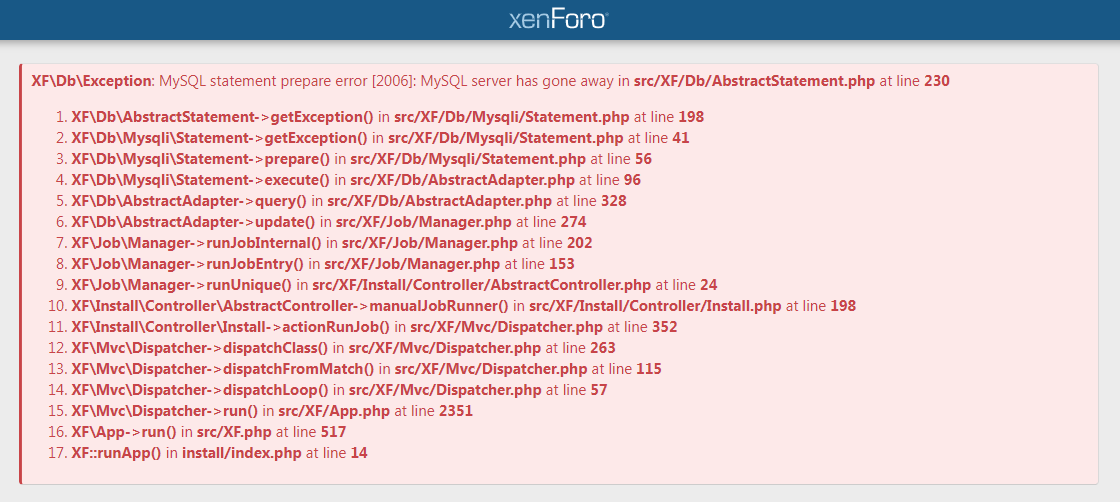 xenForo
XF\Db\Exception: MySQL statement prepare error [2006]: MySQL server has gone away in src/XF/Db/AbstractStatement.php at line 230
1. XF\Db\AbstractStatement->getException() in src/XF/Db/Mysqli/Statement.php at line 198
2. XF\Db\Mysqli\Statement->getException() in src/XF/Db/Mysqli/Statement.php at line 41
3. XF\Db\Mysqli\Statement->prepare() in src/XF/Db/Mysqli/Statement.php at line 56
4. XF\Db\Mysqli\Statement->execute() in src/XF/Db/AbstractAdapter.php at line 96
5. XF\Db\AbstractAdapter->query() in src/XF/Db/AbstractAdapter.php at line 328
6. XF\Db\AbstractAdapter->update() in src/XF/Job/Manager.php at line 274
7. XF\Job\Manager->runJobInternal() in src/XF/Job/Manager.php at line 202
8. XF\Job\Manager->runJobEntry() in src/XF/Job/Manager.php at line 153
9. XF\Job\Manager->runUnique() in src/XF/Install/Controller/AbstractController.php at line 24
10. XF\Install\Controller\AbstractController->manualJobRunner() in src/XF/Install/Controller/Install.php at line 198
11. XF\Install\Controller\Install->actionRunJob() in src/XF/Mvc/Dispatcher.php at line 352
12. XF\Mvc\Dispatcher->dispatchClass() in src/XF/Mvc/Dispatcher.php at line 263
13. XF\Mvc\Dispatcher->dispatchFromMatch() in src/XF/Mvc/Dispatcher.php at line 115
14. XF\Mvc\Dispatcher->dispatchLoop() in src/XF/Mvc/Dispatcher.php at line 57
15. XF\Mvc\Dispatcher->run() in src/XF/App.php at line 2351
16. XF\App->run() in src/XF.php at line 517
17. XF::runApp() in install/index.php at line 14